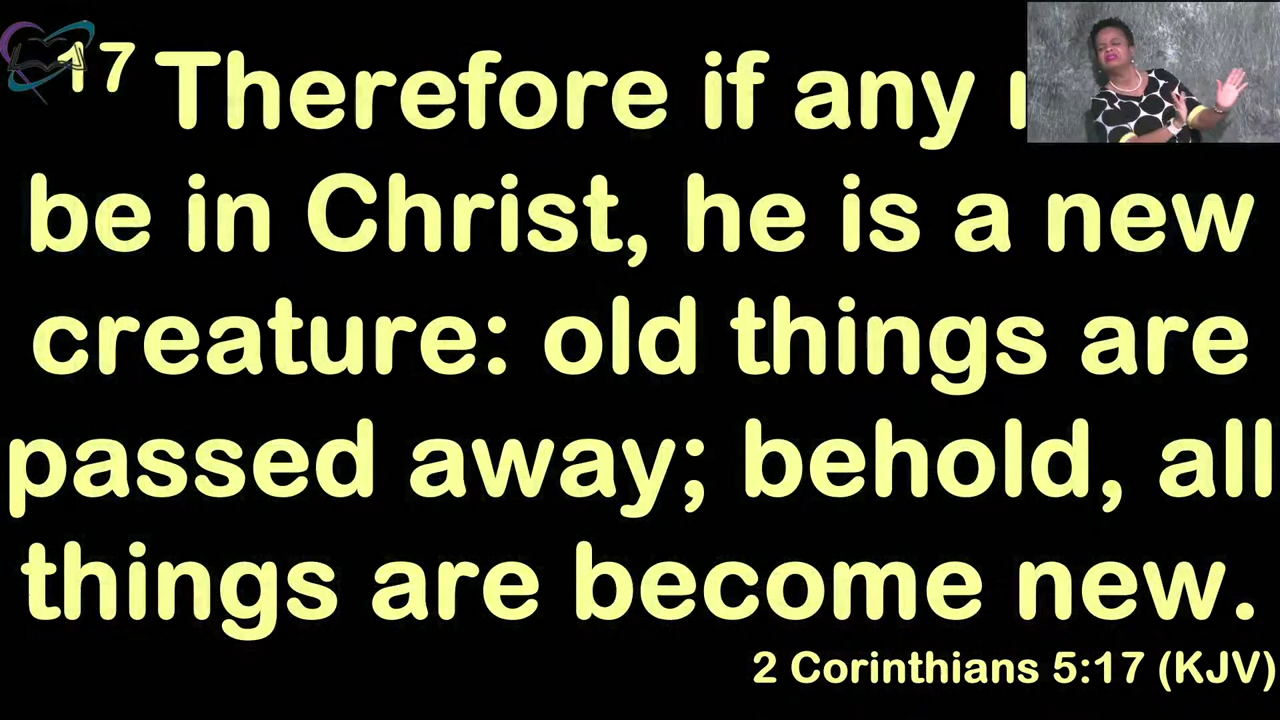 17 Therefore if any
be in Christ, he is a new
creature: old things are
passed away; behold, all
things are become new.
2 Corinthians 5:17 (KJV)